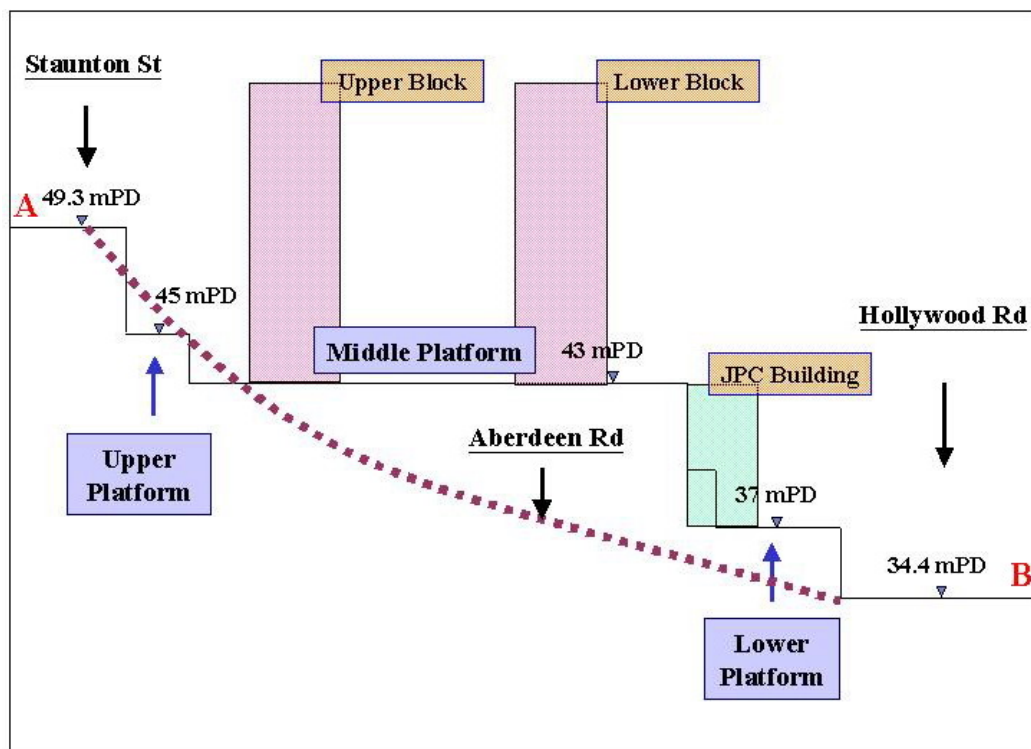 Staunton St
Upper Block
Lower Block
49.3 mPD
A
45 mPD
Hollywood Rd
Middle Platform
43 mPD
JPC Building
Aberdeen Rd
Upper
Platform
37 mPD
34.4 mPD
B
Lower
Platform